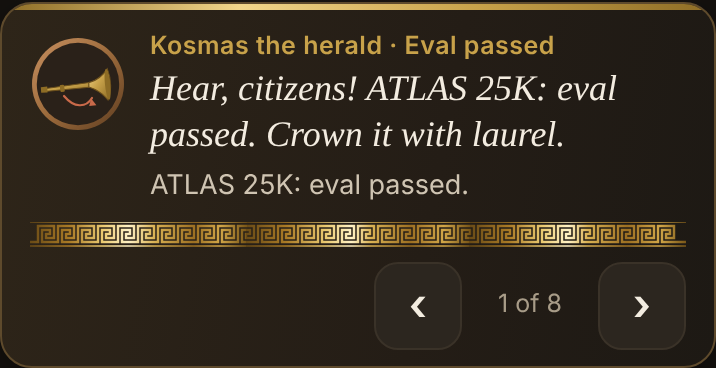 Kosmas the herald · Eval passed
Hear, citizens! ATLAS 25K: eval
passed. Crown it with laurel.
ATLAS 25K: eval passed.
‹ 1 of 8 ›